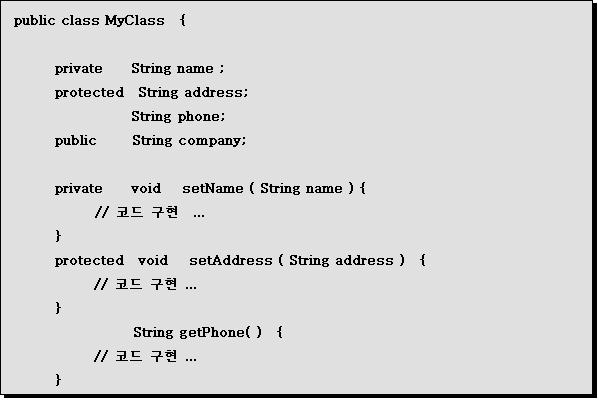 public class MyClass {
private String name ;
protected String address;
String phone;
public String company;
private void setName ( String name ) {
// 코드 구현 ...
}
protected void setAddress ( String address ) {
// 코드 구현 ...
}
String getPhone( ) {
// 코드 구현 ...
}